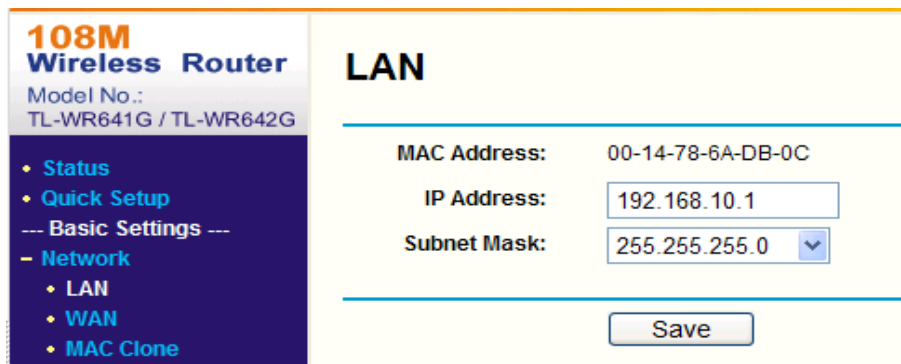 108M
Wireless Router
Model No.:
TL-WR641G / TL-WR642G
• Status
• Quick Setup
--- Basic Settings ---
– Network
• LAN
• WAN
• MAC Clone
LAN
MAC Address: 00-14-78-6A-DB-0C
IP Address: 192.168.10.1
Subnet Mask: 255.255.255.0
Save